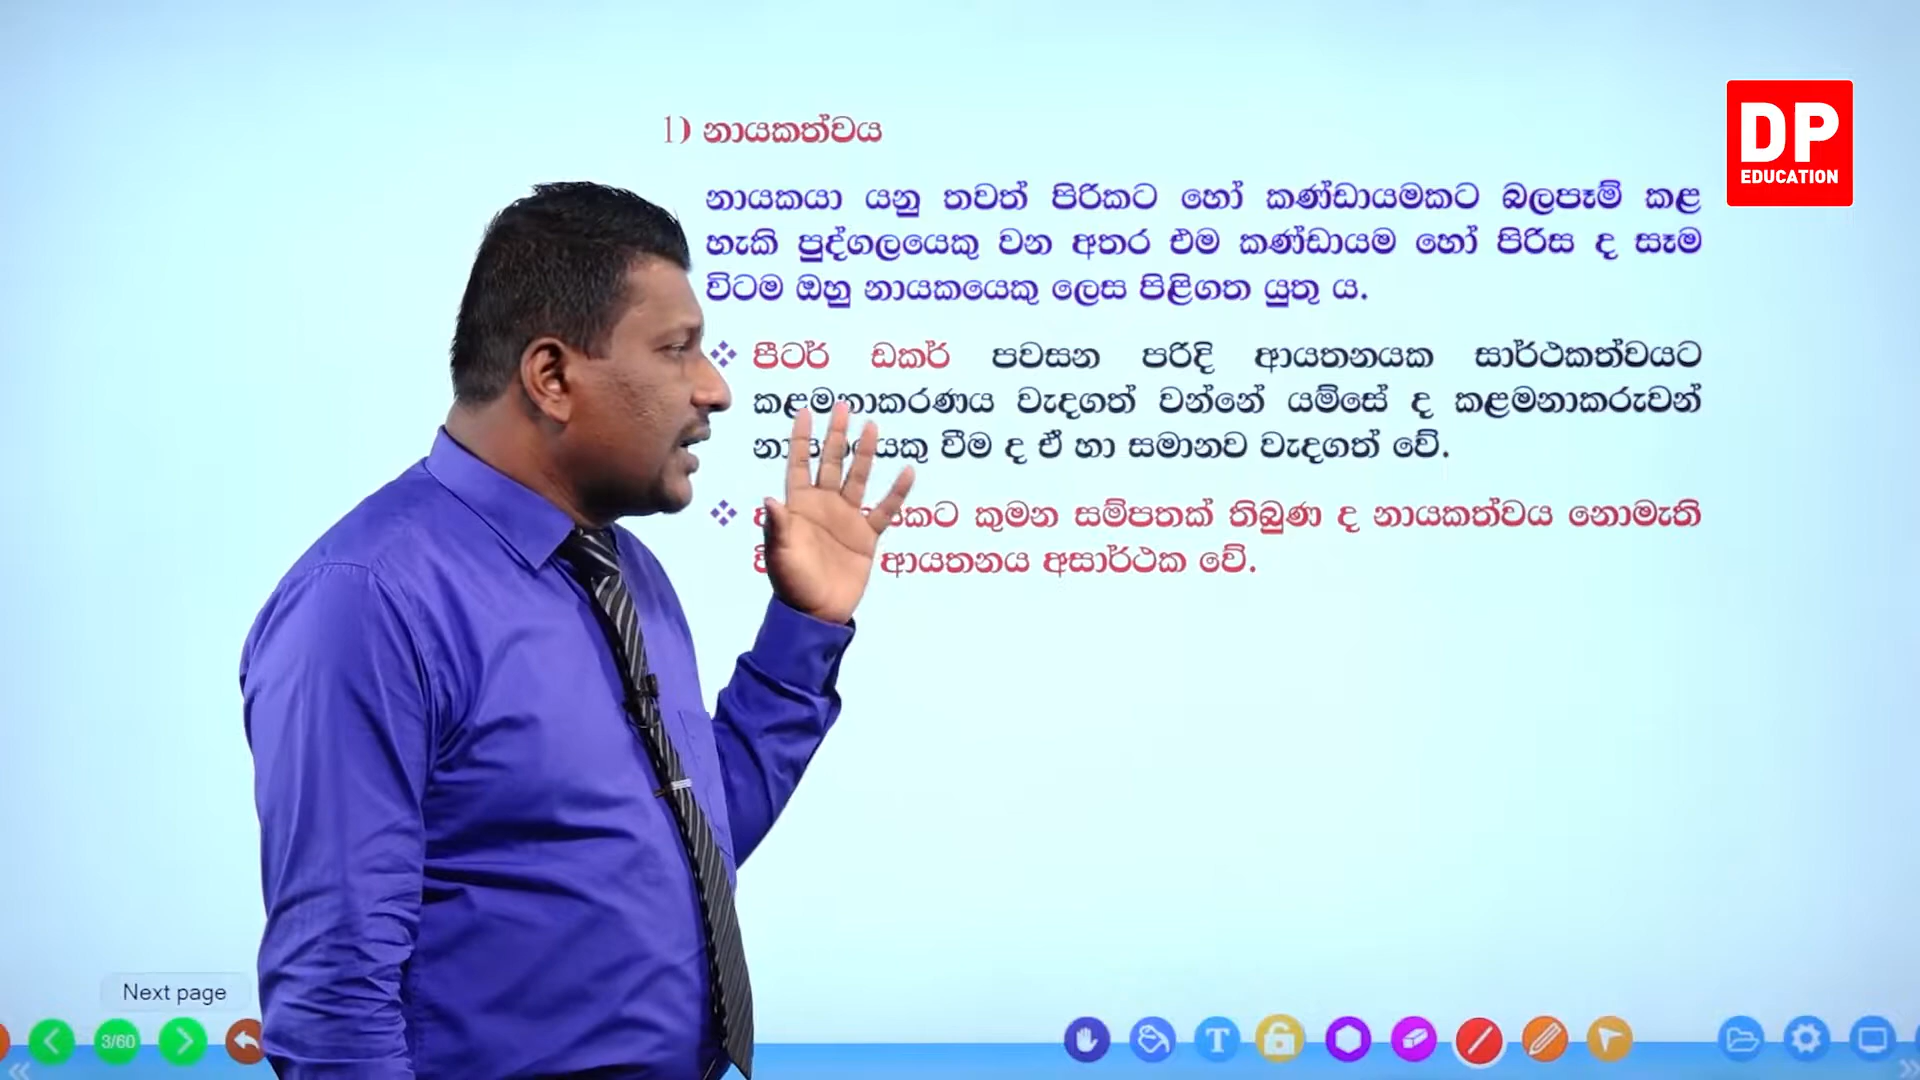 1) නායකත්වය
නායකයා යනු තවත් පිරිකට හෝ කණ්ඩායමකට බලපෑම් කළ
හැකි පුද්ගලයෙකු වන අතර එම කණ්ඩායම හෝ පිරිස ද සෑම
විටම ඔහු නායකයෙකු ලෙස පිළිගත යුතු ය.
❖ පීටර් ඩකර් පවසන පරිදි ආයතනයක සාර්ථකත්වයට
කළමනාකරණය වැදගත් වන්නේ යම්සේ ද කළමනාකරුවන්
වීම ද ඒ හා සමානව වැදගත් වේ.
❖ කුමන සම්පතක් තිබුණ ද නායකත්වය නොමැති
ආයතනය අසාර්ථක වේ.
DP
EDUCATION
Next page
3/60
T